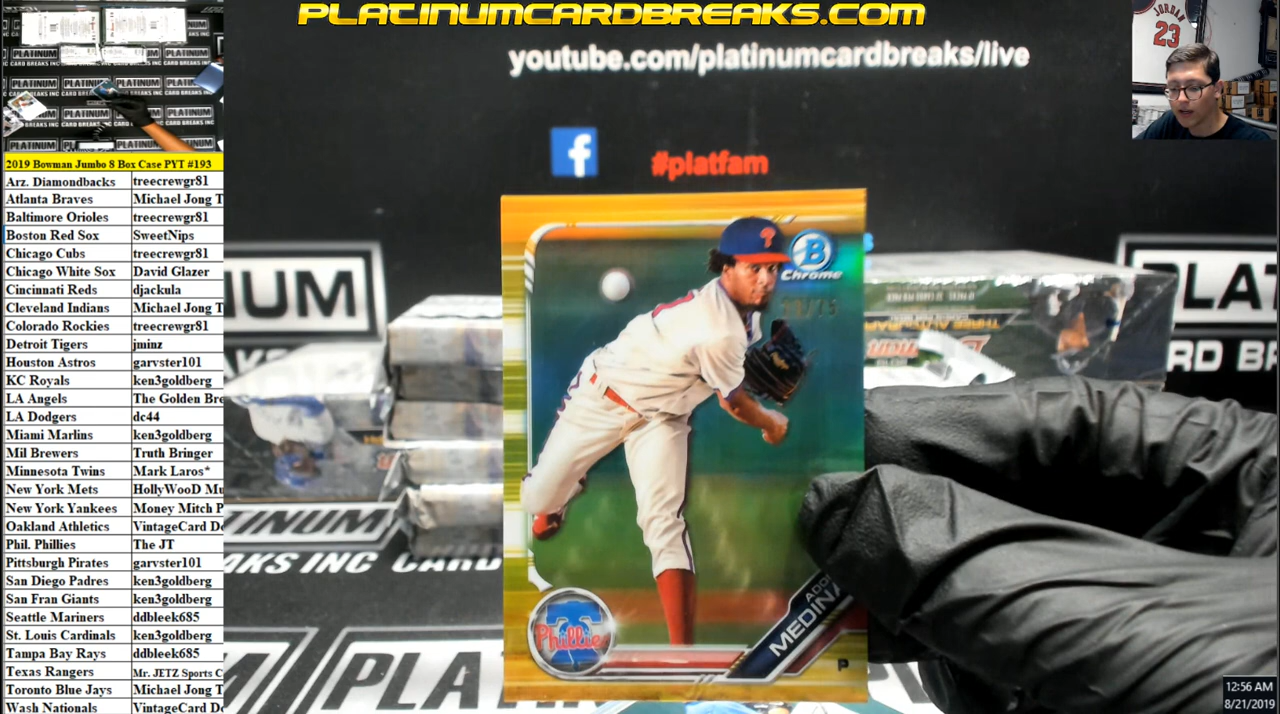 PLATINUMCARDBREAKS.COM
youtube.com/platinumcardbreaks/live
#platfam
2019 Bowman Jumbo 8 Box Case PYT #193
Arz. Diamondbacks treecrewgr81
Atlanta Braves Michael Jong T
Baltimore Orioles treecrewgr81
Boston Red Sox SweetNips
Chicago Cubs treecrewgr81
Chicago White Sox David Glazer
Cincinati Reds djackula
Cleveland Indians Michael Jong T
Colorado Rockies treecrewgr81
Detroit Tigers jminz
Houston Astros garvster101
KC Royals ken3goldberg
LA Angels The Golden Bre
LA Dodgers dc44
Miami Marlins ken3goldberg
Mil Brewers Truth Bringer
Minnesota Twins Mark Laros*
New York Mets HollyWooD Mu
New York Yankees Money Mitch P
Oakland Athletics VintageCard De
Phil. Phillies The JT
Pittsburgh Pirates garvster101
San Diego Padres ken3goldberg
San Fran Giants ken3goldberg
Seattle Mariners ddbleek685
St. Louis Cardinals ken3goldberg
Tampa Bay Rays ddbleek685
Texas Rangers Mr. JETZ Sports C
Toronto Blue Jays Michael Jong T
Wash Nationals VintageCard De
B
Chrome
Phillies
MEDINA
P
JORDAN
23
PLATINUM
CARD BREAKS INC
12:56 AM
8/21/2019